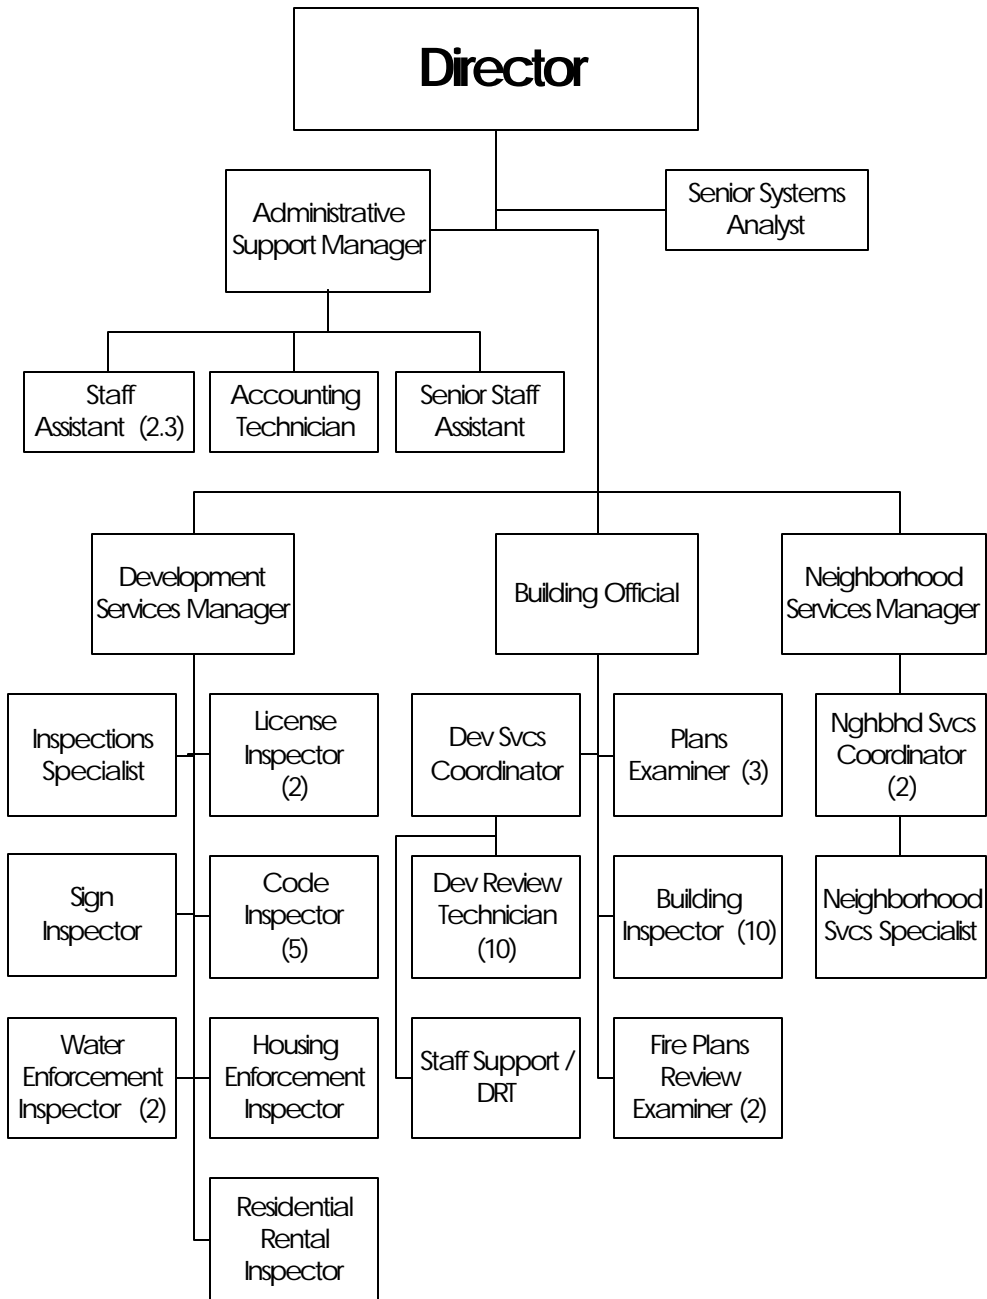 Director
Administrative
Support Manager
Senior Systems
Analyst
Staff
Assistant (2.3)
Accounting
Technician
Senior Staff
Assistant
Development
Services Manager
Building Official
Neighborhood
Services Manager
Inspections
Specialist
License
Inspector
(2)
Dev Svcs
Coordinator
Plans
Examiner (3)
Nghbhd Svcs
Coordinator
(2)
Sign
Inspector
Code
Inspector
(5)
Dev Review
Technician
(10)
Building
Inspector (10)
Neighborhood
Svcs Specialist
Water
Enforcement
Inspector (2)
Housing
Enforcement
Inspector
Staff Support /
DRT
Fire Plans
Review
Examiner (2)
Residential
Rental
Inspector